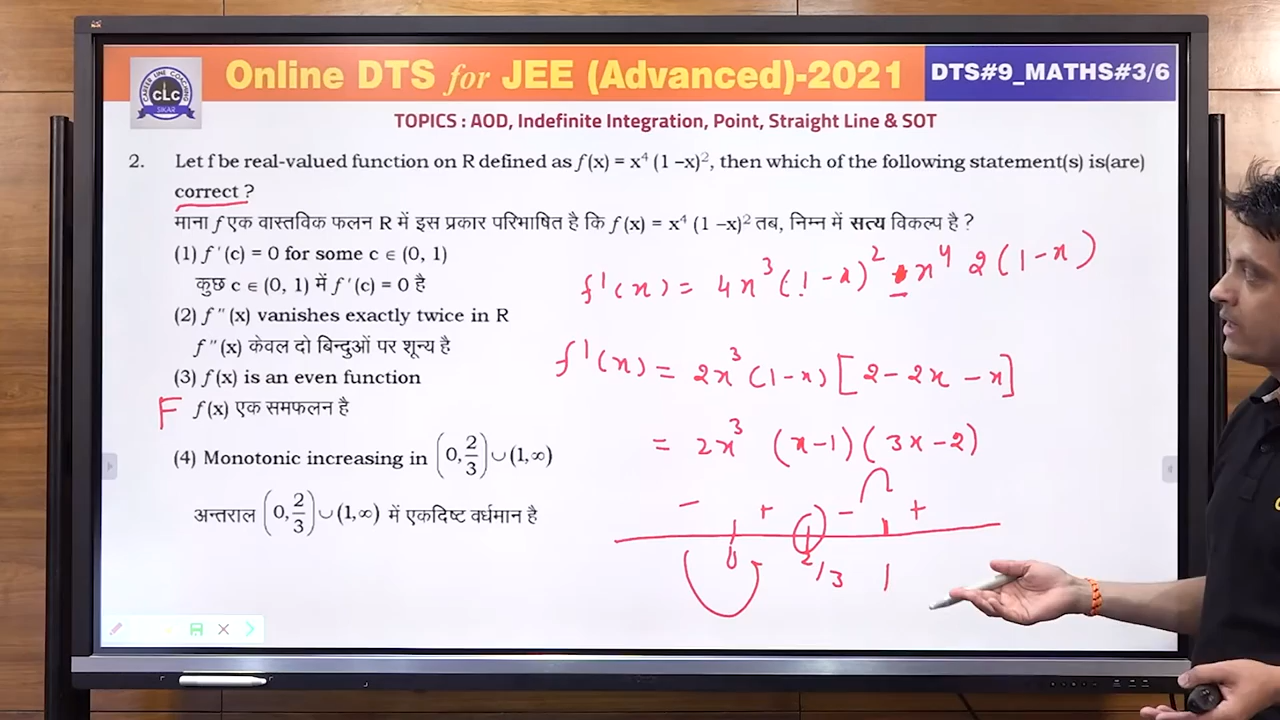 Online DTS for JEE (Advanced)-2021
DTS#9_MATHS#3/6
CAREER LINE COACHING
CLC
SIKAR
TOPICS : AOD, Indefinite Integration, Point, Straight Line & SOT
2. Let f be real-valued function on R defined as f(x) = x⁴ (1 –x)², then which of the following statement(s) is(are)
correct ?
माना f एक वास्तविक फलन R में इस प्रकार परिभाषित है कि f(x) = x⁴ (1 –x)² तब, निम्न में सत्य विकल्प है ?
(1) f '(c) = 0 for some c ∈ (0, 1)
कुछ c ∈ (0, 1) में f '(c) = 0 है
f'(x) = 4x³(1-x)² - x⁴ 2(1-x)
(2) f "(x) vanishes exactly twice in R
f "(x) केवल दो बिन्दुओं पर शून्य है
f'(x) = 2x³(1-x)[2-2x-x]
(3) f(x) is an even function
F f(x) एक समफलन है
= 2x³ (x-1)(3x-2)
(4) Monotonic increasing in (0, 2/3) ∪ (1, ∞)
अन्तराल (0, 2/3) ∪ (1, ∞) में एकदिष्ट वर्धमान है
- + - +
0 2/3 1